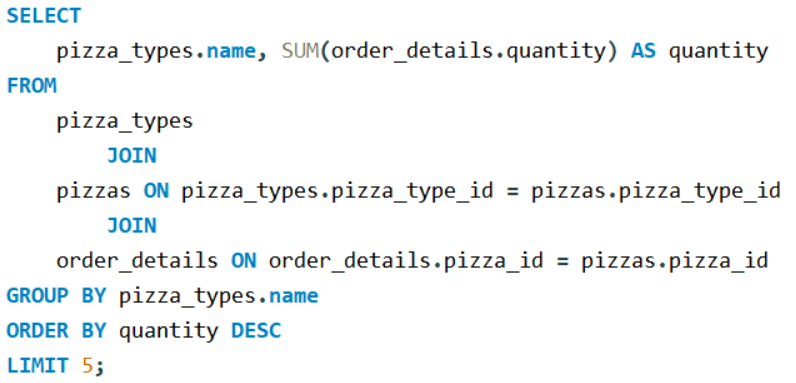 SELECT
    pizza_types.name, SUM(order_details.quantity) AS quantity
FROM
    pizza_types
        JOIN
    pizzas ON pizza_types.pizza_type_id = pizzas.pizza_type_id
        JOIN
    order_details ON order_details.pizza_id = pizzas.pizza_id
GROUP BY pizza_types.name
ORDER BY quantity DESC
LIMIT 5;